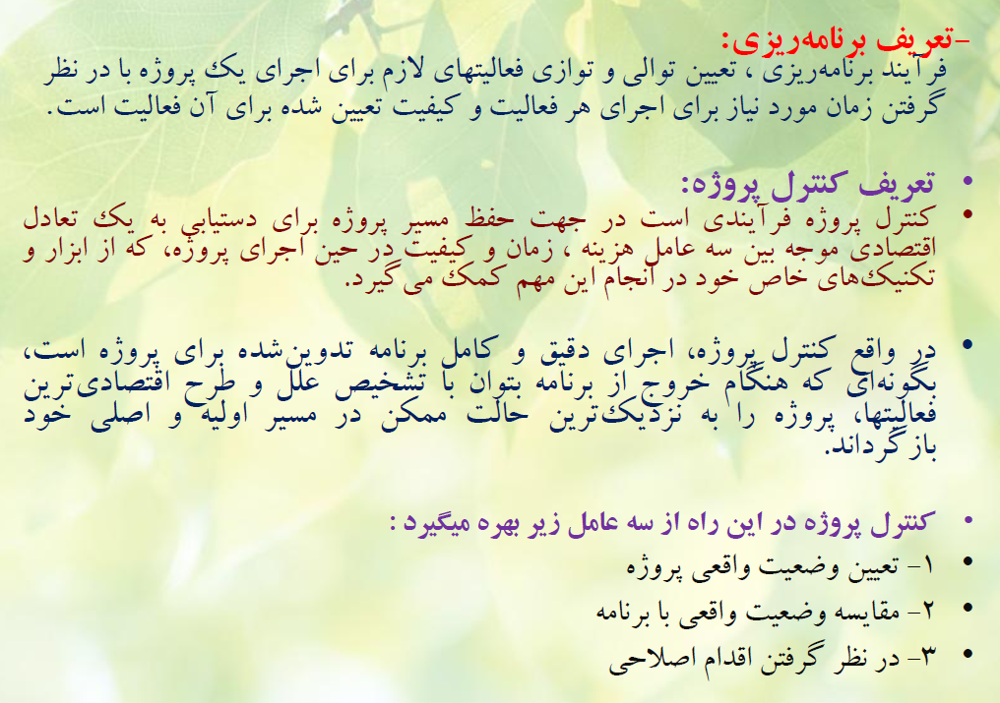 -تعریف برنامه‌ریزی:
فرآیند برنامه‌ریزی ، تعیین توالی و توازی فعالیتهای لازم برای اجرای یک پروژه با در نظر
گرفتن زمان مورد نیاز برای اجرای هر فعالیت و کیفیت تعیین شده برای آن فعالیت است.
• تعریف کنترل پروژه:
• کنترل پروژه فرآیندی است در جهت حفظ مسیر پروژه برای دستیابی به یک تعادل
اقتصادی موجه بین سه عامل هزینه ، زمان و کیفیت در حین اجرای پروژه، که از ابزار و
تکنیک‌های خاص خود در انجام این مهم کمک می‌گیرد.
• در واقع کنترل پروژه، اجرای دقیق و کامل برنامه تدوین‌شده برای پروژه است،
بگونه‌ای که هنگام خروج از برنامه بتوان با تشخیص علل و طرح اقتصادی‌ترین
فعالیتها، پروژه را به نزدیک‌ترین حالت ممکن در مسیر اولیه و اصلی خود
بازگرداند.
• کنترل پروژه در این راه از سه عامل زیر بهره میگیرد :
• ۱- تعیین وضعیت واقعی پروژه
• ۲- مقایسه وضعیت واقعی با برنامه
• ۳- در نظر گرفتن اقدام اصلاحی